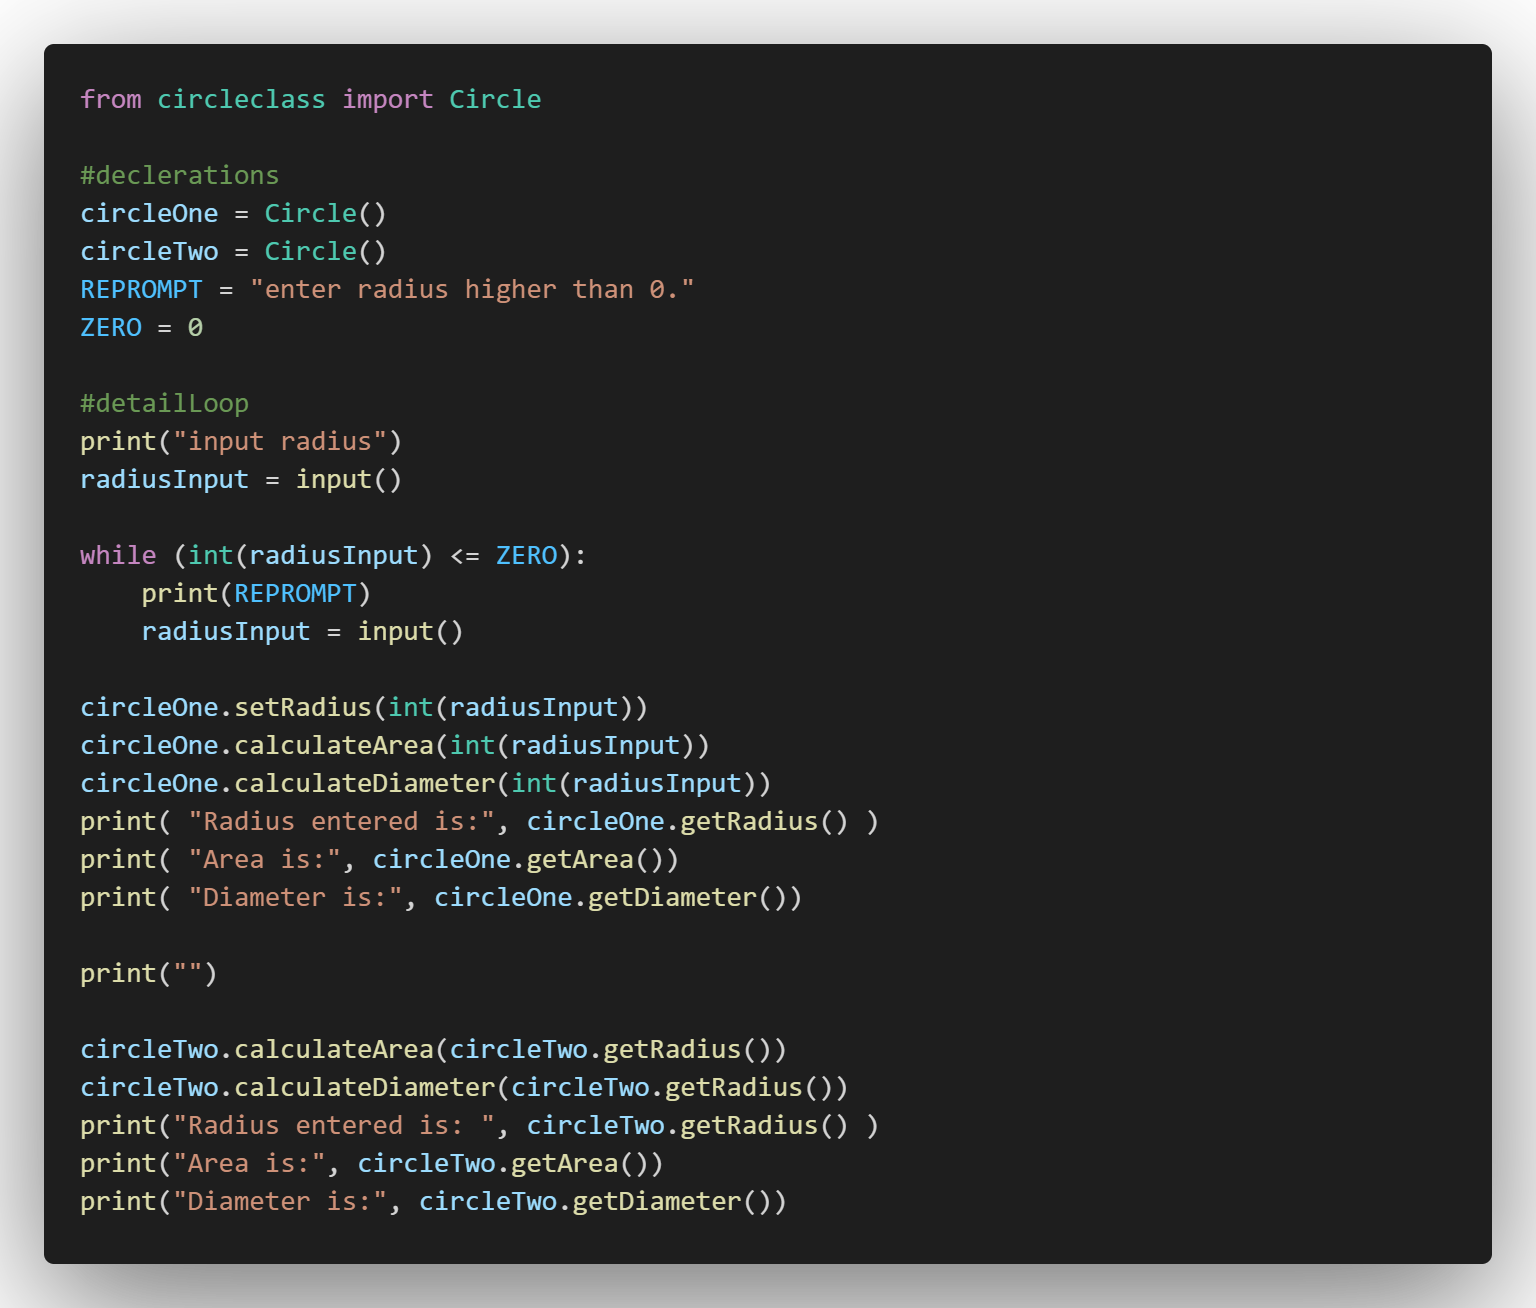 from circleclass import Circle
#declerations
circleOne = Circle()
circleTwo = Circle()
REPROMPT = "enter radius higher than 0."
ZERO = 0
#detailLoop
print("input radius")
radiusInput = input()
while (int(radiusInput) <= ZERO):
    print(REPROMPT)
    radiusInput = input()
circleOne.setRadius(int(radiusInput))
circleOne.calculateArea(int(radiusInput))
circleOne.calculateDiameter(int(radiusInput))
print( "Radius entered is:", circleOne.getRadius() )
print( "Area is:", circleOne.getArea())
print( "Diameter is:", circleOne.getDiameter())
print("")
circleTwo.calculateArea(circleTwo.getRadius())
circleTwo.calculateDiameter(circleTwo.getRadius())
print("Radius entered is: ", circleTwo.getRadius() )
print("Area is:", circleTwo.getArea())
print("Diameter is:", circleTwo.getDiameter())